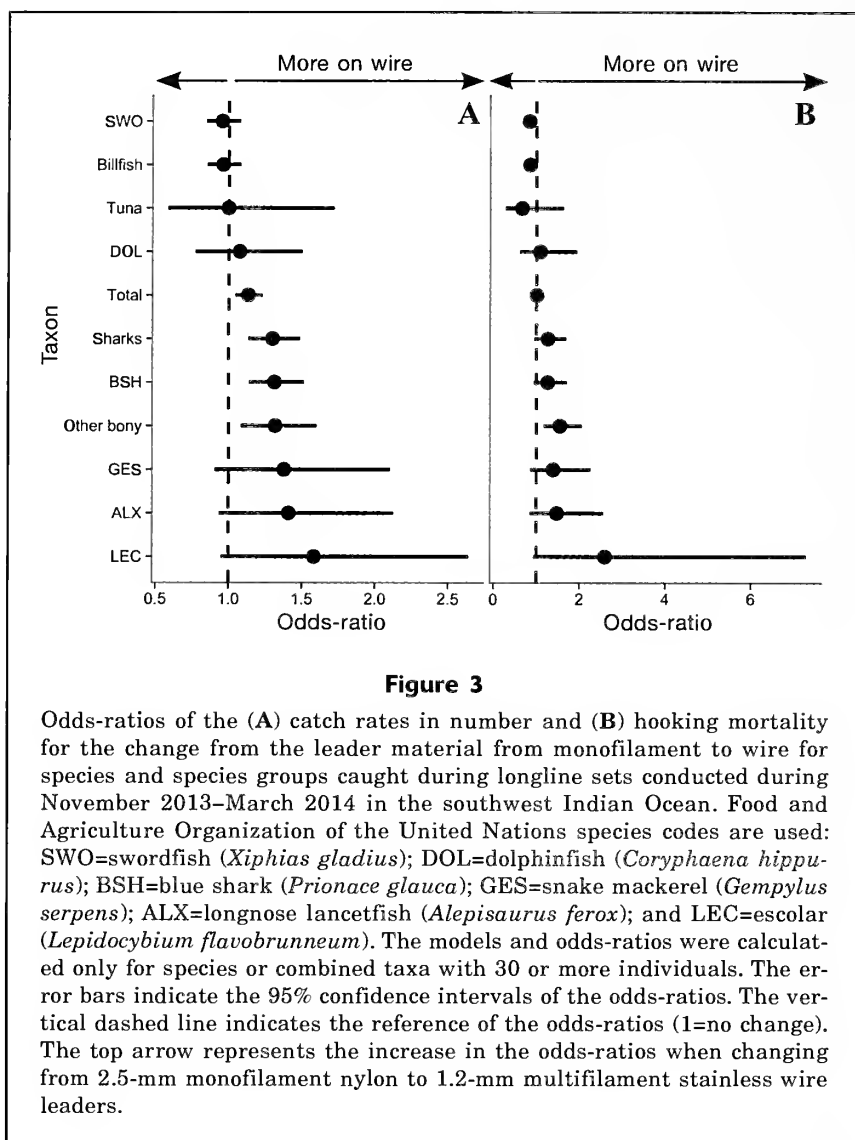 More on wire More on wire
A B
SWO
Billfish
Tuna
DOL
Total
Sharks
BSH
Other bony
GES
ALX
LEC
Taxon
0.5 1.0 1.5 2.0 2.5 0 2 4 6
Odds-ratio Odds-ratio
Figure 3
Odds-ratios of the (A) catch rates in number and (B) hooking mortality
for the change from the leader material from monofilament to wire for
species and species groups caught during longline sets conducted during
November 2013–March 2014 in the southwest Indian Ocean. Food and
Agriculture Organization of the United Nations species codes are used:
SWO=swordfish (Xiphias gladius); DOL=dolphinfish (Coryphaena hippu-
rus); BSH=blue shark (Prionace glauca); GES=snake mackerel (Gempylus
serpens); ALX=longnose lancetfish (Alepisaurus ferox); and LEC=escolar
(Lepidocybium flavobrunneum). The models and odds-ratios were calculat-
ed only for species or combined taxa with 30 or more individuals. The er-
ror bars indicate the 95% confidence intervals of the odds-ratios. The ver-
tical dashed line indicates the reference of the odds-ratios (1=no change).
The top arrow represents the increase in the odds-ratios when changing
from 2.5-mm monofilament nylon to 1.2-mm multifilament stainless wire
leaders.